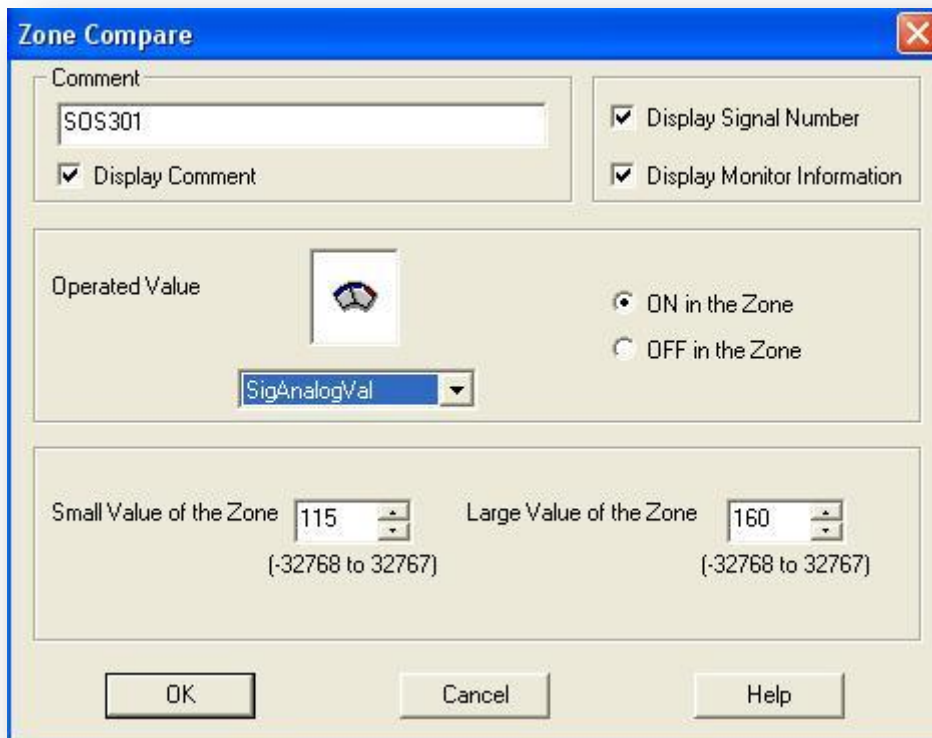 Zone Compare
Comment
SOS301
Display Comment
Display Signal Number
Display Monitor Information
Operated Value
SigAnalogVal
ON in the Zone
OFF in the Zone
Small Value of the Zone 115
(-32768 to 32767)
Large Value of the Zone 160
(-32768 to 32767)
OK Cancel Help